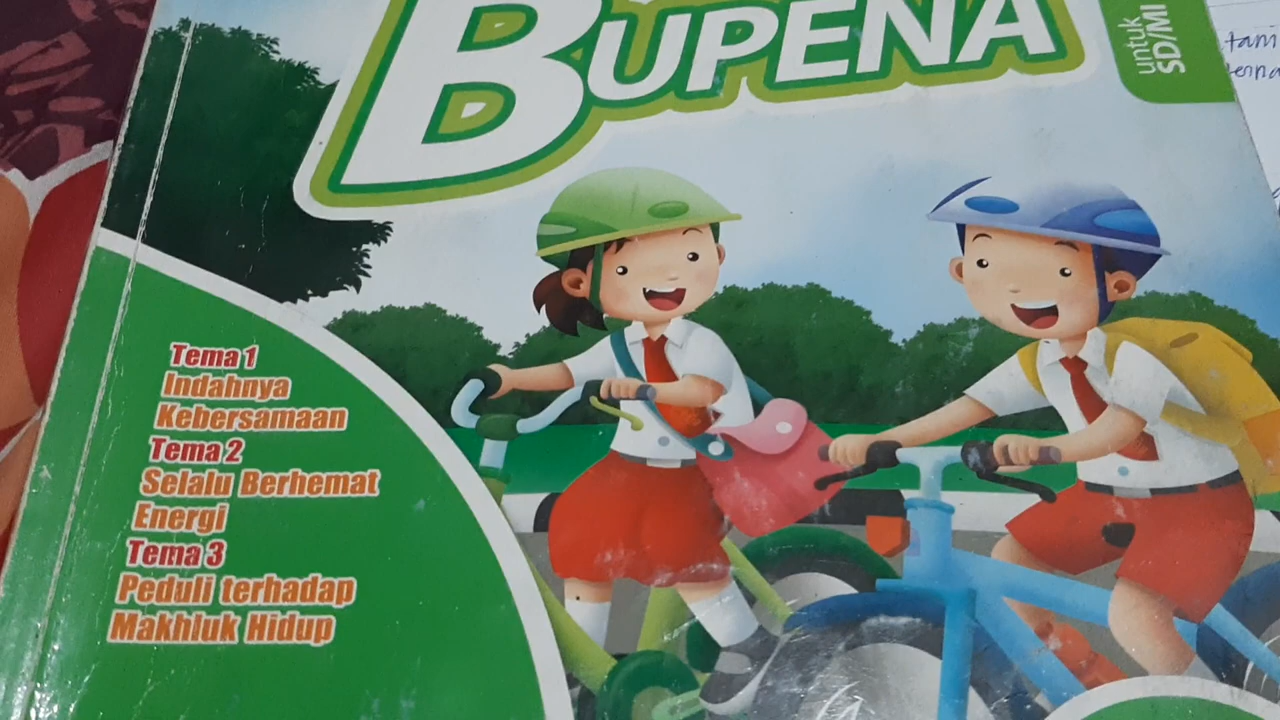 BUPENA
untuk
SD/MI
Tema 1
Indahnya
Kebersamaan
Tema 2
Selalu Berhemat
Energi
Tema 3
Peduli terhadap
Makhluk Hidup